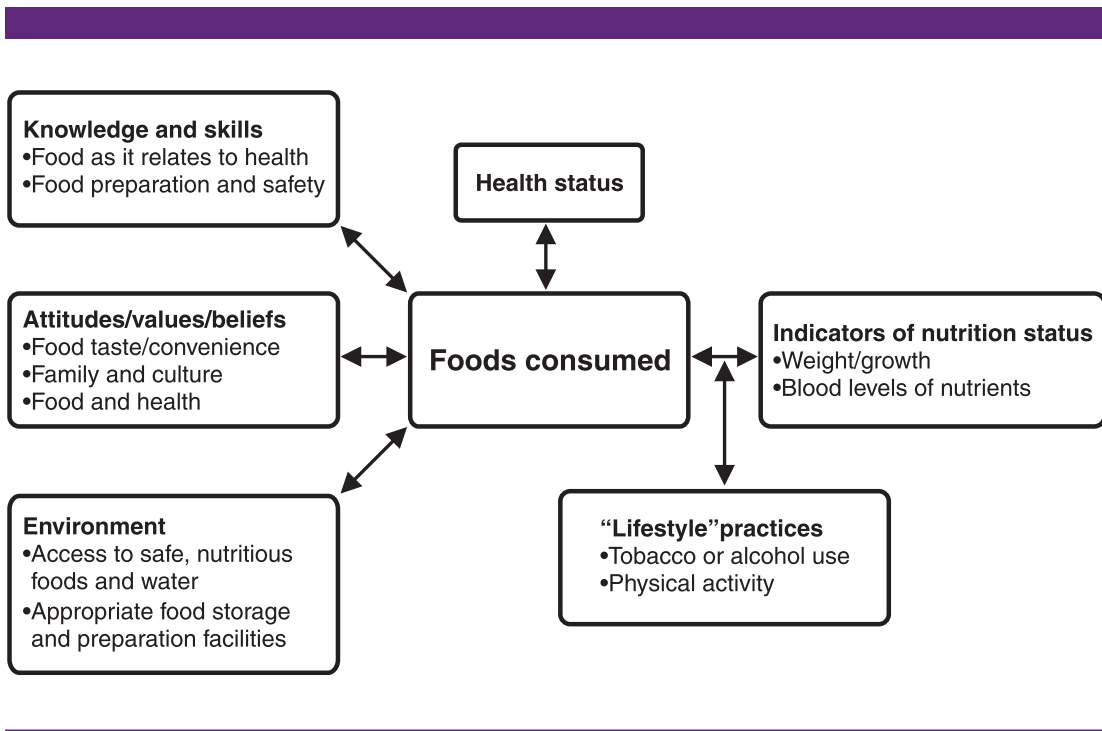 Knowledge and skills
•Food as it relates to health
•Food preparation and safety
Health status
Attitudes/values/beliefs
•Food taste/convenience
•Family and culture
•Food and health
Foods consumed
Indicators of nutrition status
•Weight/growth
•Blood levels of nutrients
Environment
•Access to safe, nutritious
foods and water
•Appropriate food storage
and preparation facilities
“Lifestyle”practices
•Tobacco or alcohol use
•Physical activity